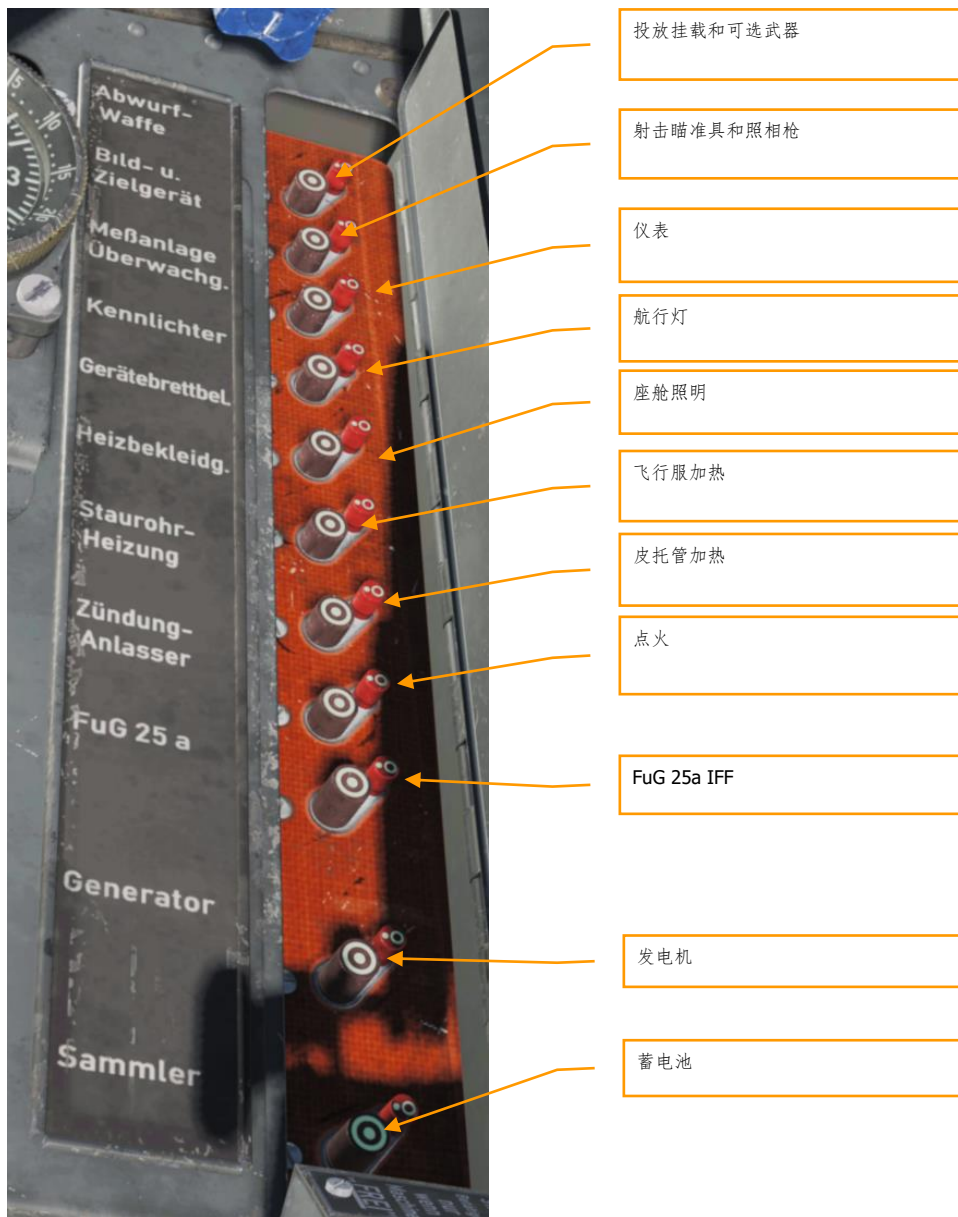 Abwurf-
Waffe
Bild- u.
Zielgerät
Meßanlage
Überwachg.
Kennlichter
Gerätebrettbel.
Heizbekleidg.
Staurohr-
Heizung
Zündung-
Anlasser
FuG 25 a
Generator
Sammler
投放挂载和可选武器
射击瞄准具和照相枪
仪表
航行灯
座舱照明
飞行服加热
皮托管加热
点火
FuG 25a IFF
发电机
蓄电池
FREI